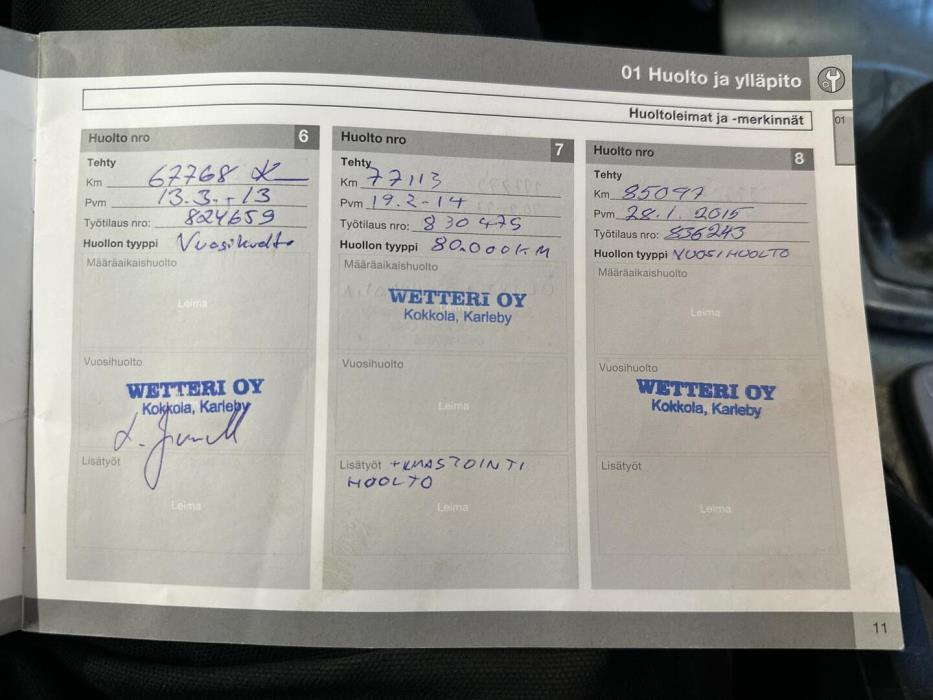 01 Huolto ja ylläpito
Huoltoleimat ja -merkinnät
01
Huolto nro 6
Tehty
Km 67768
Pvm 13.3.-13
Työtilaus nro: 824659
Huollon tyyppi Vuosihuolto
Määräaikaishuolto
Leima
Vuosihuolto
WETTERI OY
Kokkola, Karleby
Lisätyöt
Leima
Huolto nro 7
Tehty
Km 77113
Pvm 19.2-14
Työtilaus nro: 830475
Huollon tyyppi 80.000KM
Määräaikaishuolto
WETTERI OY
Kokkola, Karleby
Vuosihuolto
Leima
Lisätyöt +ILMASTOINTI
HUOLTO
Leima
Huolto nro 8
Tehty
Km 85097
Pvm 28.1.2015
Työtilaus nro: 836243
Huollon tyyppi VUOSIHUOLTO
Määräaikaishuolto
Leima
Vuosihuolto
WETTERI OY
Kokkola, Karleby
Lisätyöt
Leima
11